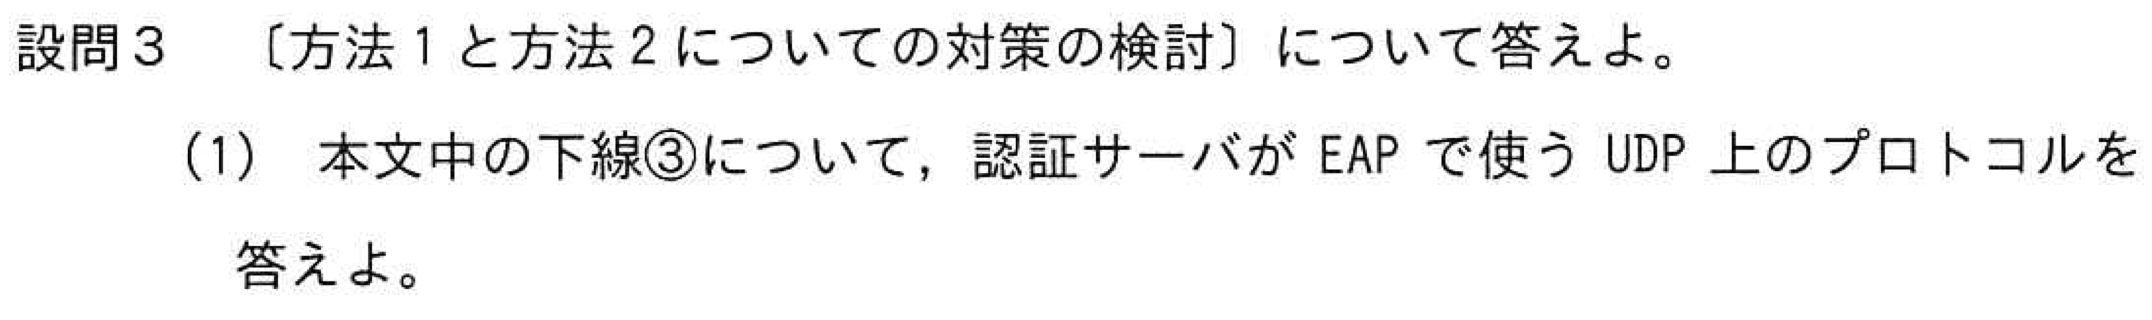 設問3　〔方法1と方法2についての対策の検討〕について答えよ。
(1)　本文中の下線③について，認証サーバが EAP で使う UDP 上のプロトコルを
答えよ。